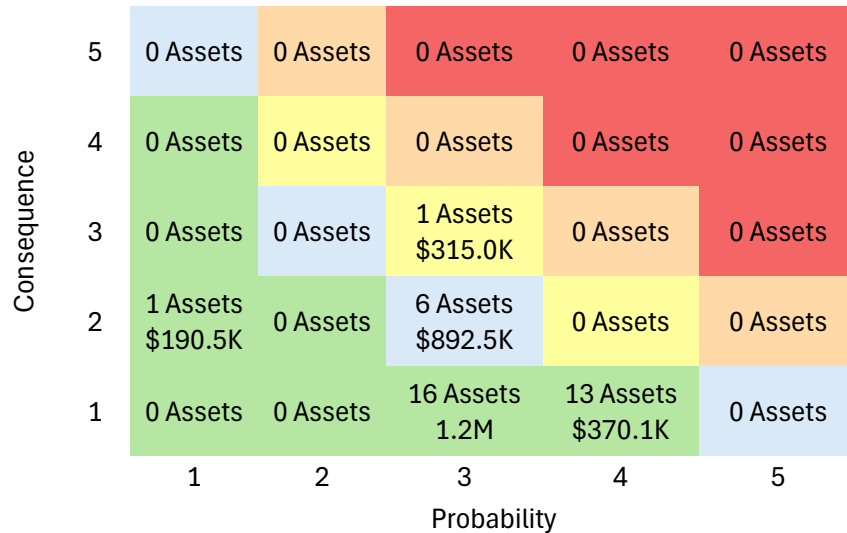 Consequence
5 0 Assets 0 Assets 0 Assets 0 Assets 0 Assets
4 0 Assets 0 Assets 0 Assets 0 Assets 0 Assets
3 0 Assets 0 Assets 1 Assets $315.0K 0 Assets 0 Assets
2 1 Assets $190.5K 0 Assets 6 Assets $892.5K 0 Assets 0 Assets
1 0 Assets 0 Assets 16 Assets 1.2M 13 Assets $370.1K 0 Assets
1 2 3 4 5
Probability